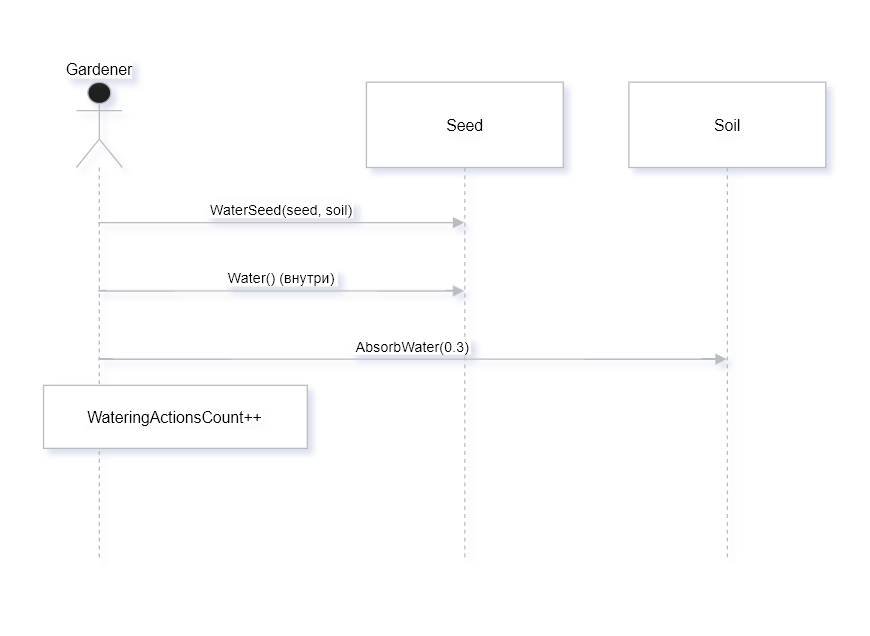 Gardener
Seed
Soil
WaterSeed(seed, soil)
Water() (внутри)
AbsorbWater(0.3)
WateringActionsCount++